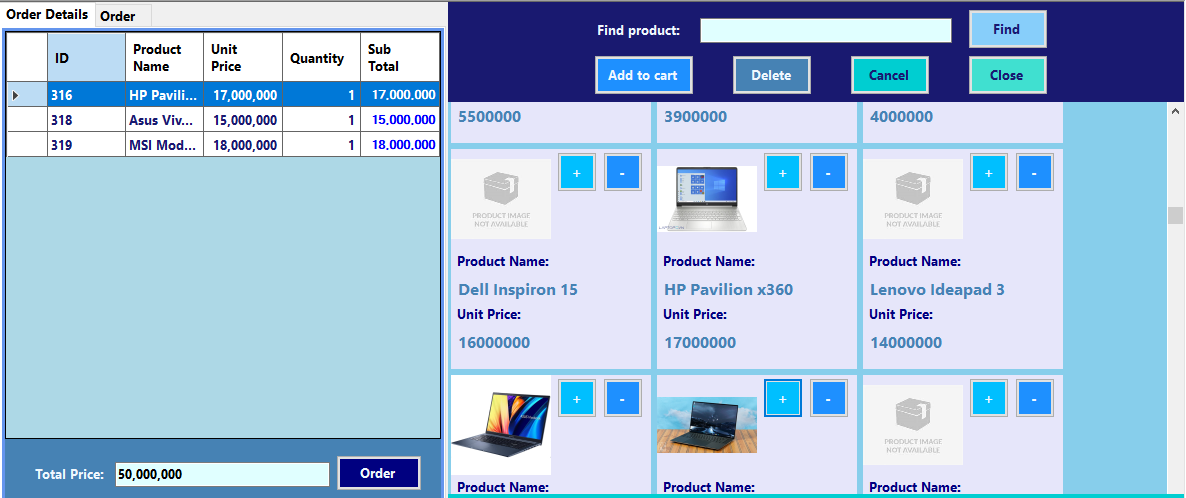 Order Details Order
ID Product Name Unit Price Quantity Sub Total
316 HP Pavili... 17,000,000 1 17,000,000
318 Asus Viv... 15,000,000 1 15,000,000
319 MSI Mod... 18,000,000 1 18,000,000
Total Price: 50,000,000 Order
Find product: Find
Add to cart Delete Cancel Close
5500000 3900000 4000000
+ - + - + -
PRODUCT IMAGE
NOT AVAILABLE
LAPTOP.VN
PRODUCT IMAGE
NOT AVAILABLE
Product Name: Product Name: Product Name:
Dell Inspiron 15 HP Pavilion x360 Lenovo Ideapad 3
Unit Price: Unit Price: Unit Price:
16000000 17000000 14000000
+ - + - + -
PRODUCT IMAGE
NOT AVAILABLE
Product Name: Product Name: Product Name: